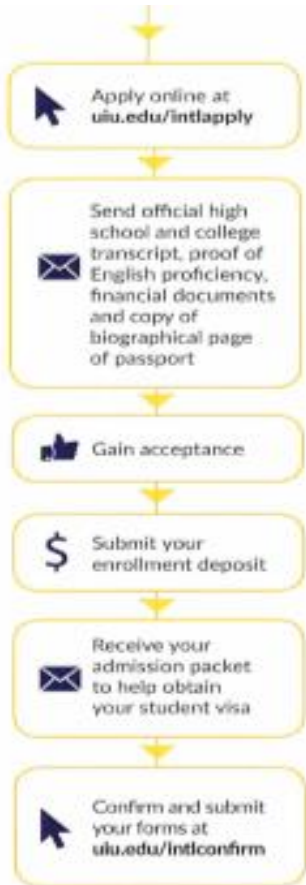 Apply online at
uiu.edu/intlapply
Send official high
school and college
transcript, proof of
English proficiency,
financial documents
and copy of
biographical page
of passport
Gain acceptance
$
Submit your
enrollment deposit
Receive your
admission packet
to help obtain
your student visa
Confirm and submit
your forms at
uiu.edu/intlconfirm